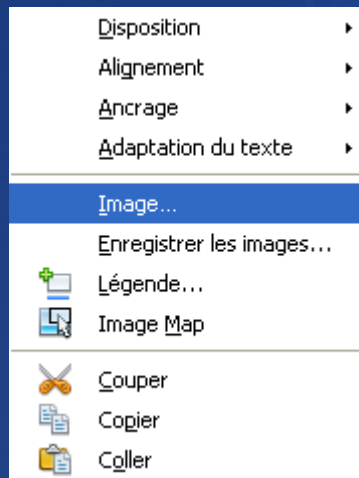 Disposition
Alignement
Ancrage
Adaptation du texte
Image...
Enregistrer les images...
Légende...
Image Map
Couper
Copier
Coller